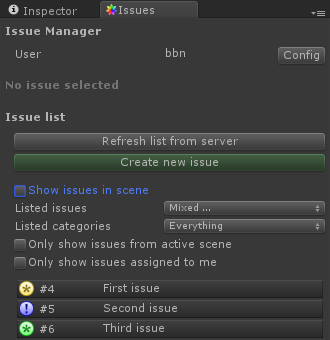 Inspector Issues
Issue Manager
User bbn Config
No issue selected
Issue list
Refresh list from server
Create new issue
Show issues in scene
Listed issues Mixed ...
Listed categories Everything
Only show issues from active scene
Only show issues assigned to me
#4 First issue
#5 Second issue
#6 Third issue